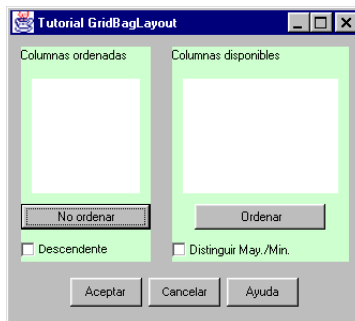 Tutorial GridBagLayout
Columnas ordenadas
Columnas disponibles
No ordenar
Ordenar
Descendente
Distinguir May./Min.
Aceptar
Cancelar
Ayuda